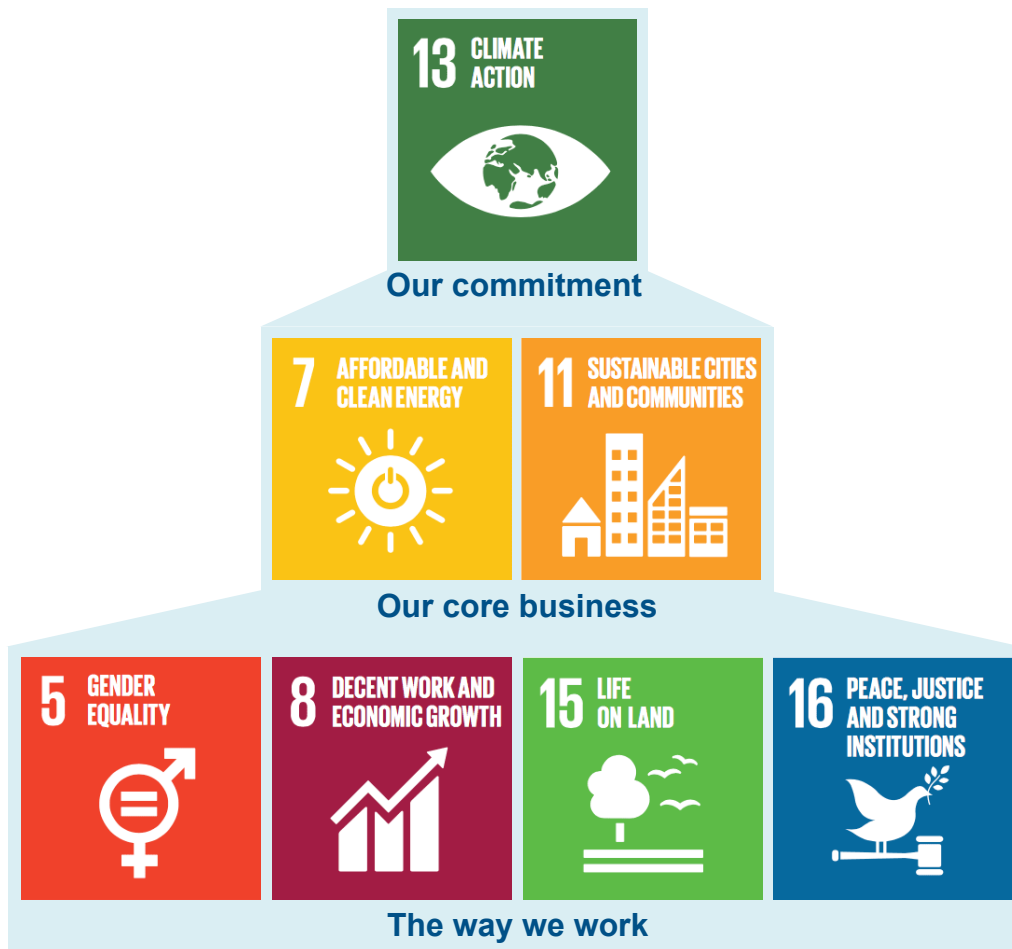 13 CLIMATE
ACTION
Our commitment
7 AFFORDABLE AND
CLEAN ENERGY
11 SUSTAINABLE CITIES
AND COMMUNITIES
Our core business
5 GENDER
EQUALITY
8 DECENT WORK AND
ECONOMIC GROWTH
15 LIFE
ON LAND
16 PEACE, JUSTICE
AND STRONG
INSTITUTIONS
The way we work